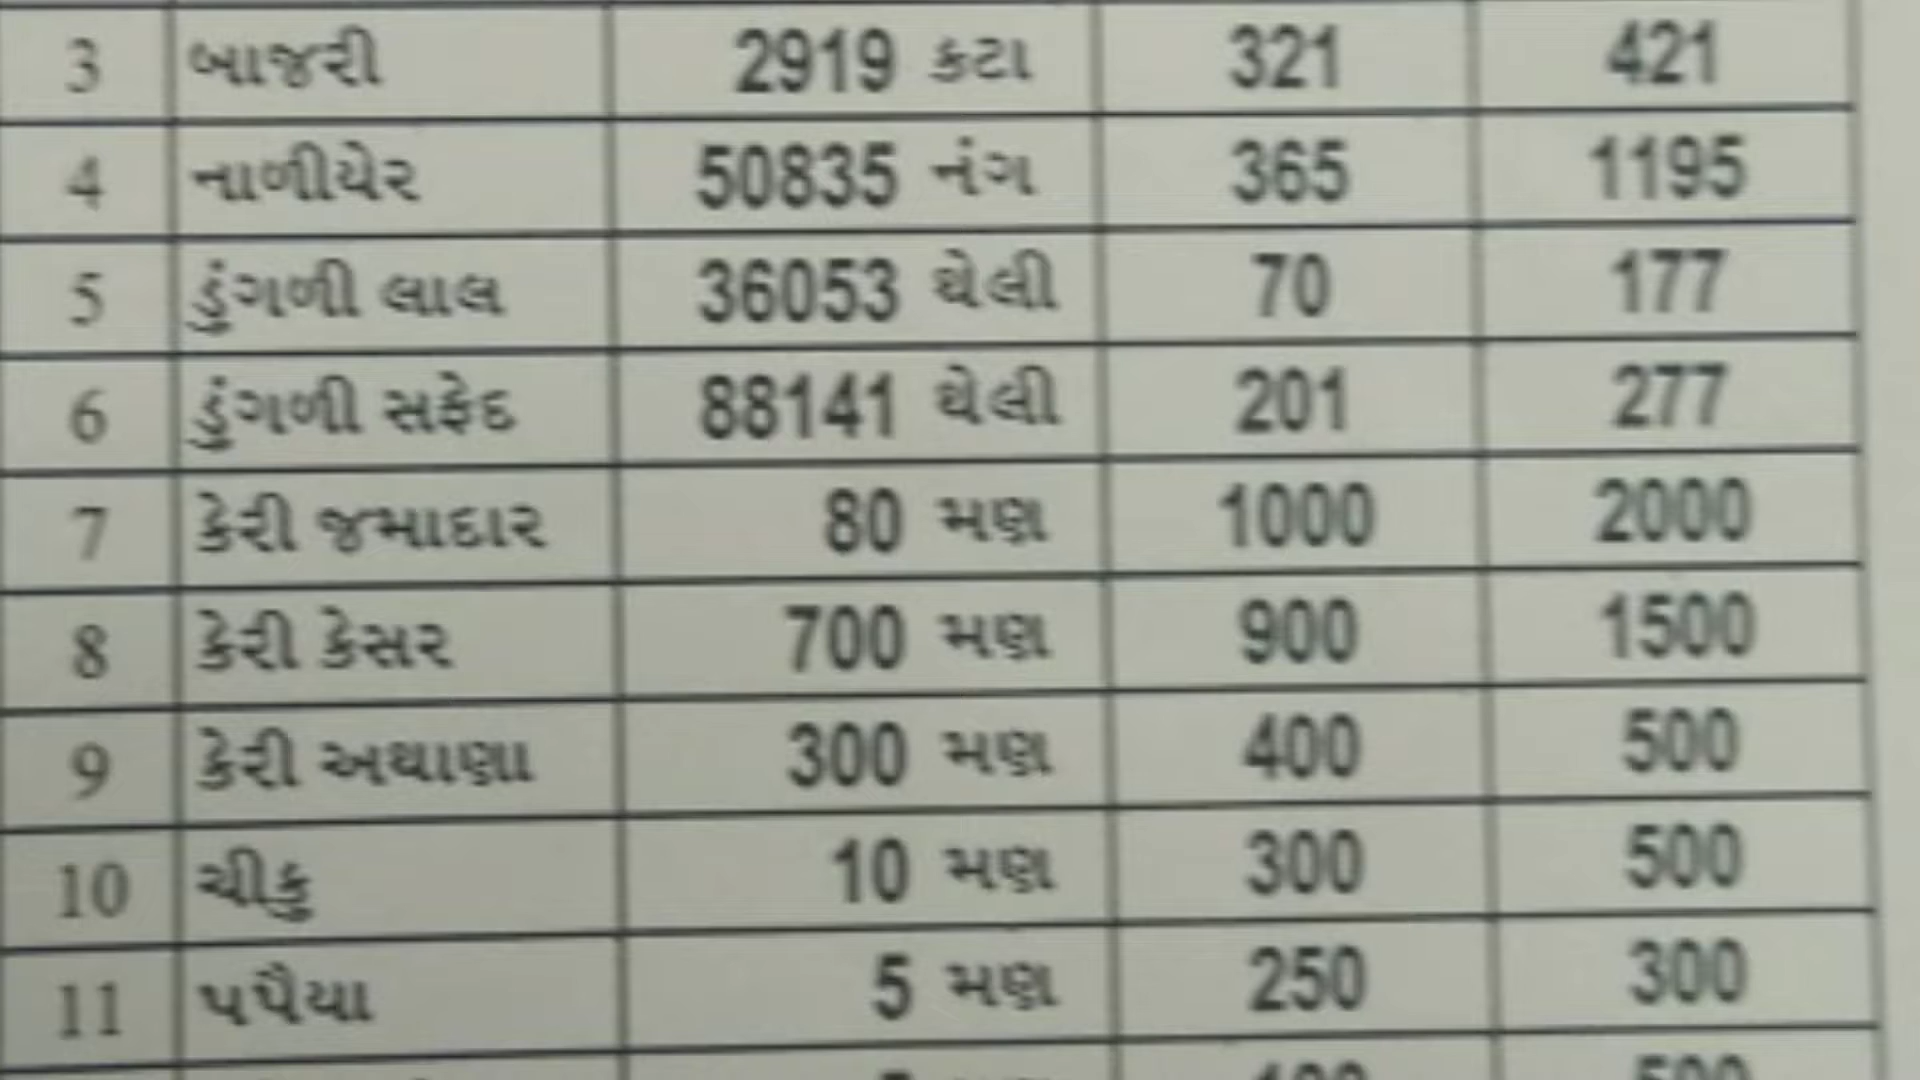 3 બાજરી 2919 કટા 321 421
4 નાળીયેર 50835 નંગ 365 1195
5 ડુંગળી લાલ 36053 થેલી 70 177
6 ડુંગળી સફેદ 88141 થેલી 201 277
7 કેરી જમાદાર 80 મણ 1000 2000
8 કેરી કેસર 700 મણ 900 1500
9 કેરી અથાણા 300 મણ 400 500
10 ચીકુ 10 મણ 300 500
11 પપૈયા 5 મણ 250 300